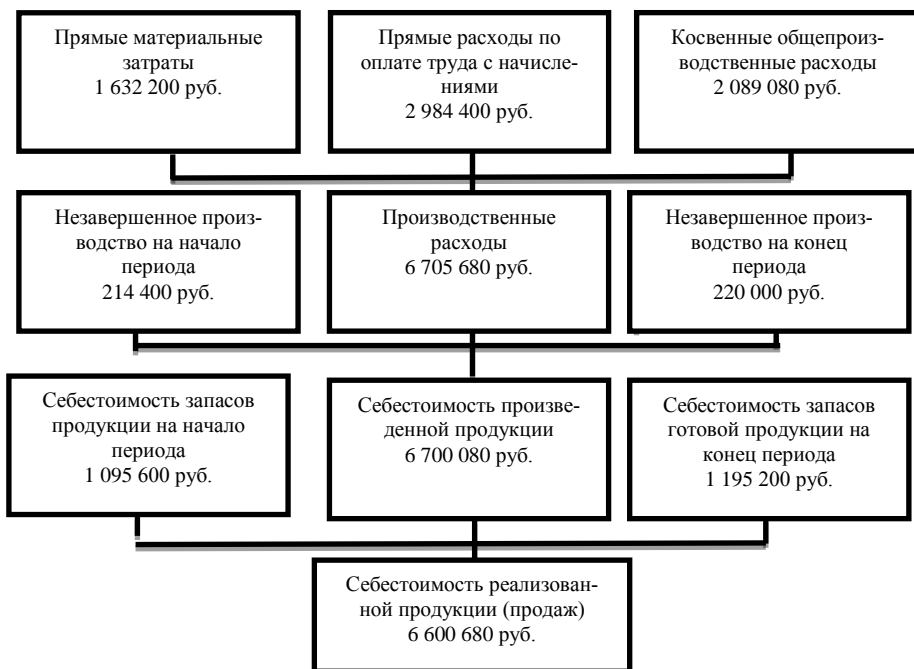 Прямые материальные
затраты
1 632 200 руб.
Прямые расходы по
оплате труда с начисле-
ниями
2 984 400 руб.
Косвенные общепроиз-
водственные расходы
2 089 080 руб.
Незавершенное произ-
водство на начало
периода
214 400 руб.
Производственные
расходы
6 705 680 руб.
Незавершенное произ-
водство на конец
периода
220 000 руб.
Себестоимость запасов
продукции на начало
периода
1 095 600 руб.
Себестоимость произве-
денной продукции
6 700 080 руб.
Себестоимость запасов
готовой продукции на
конец периода
1 195 200 руб.
Себестоимость реализован-
ной продукции (продаж)
6 600 680 руб.